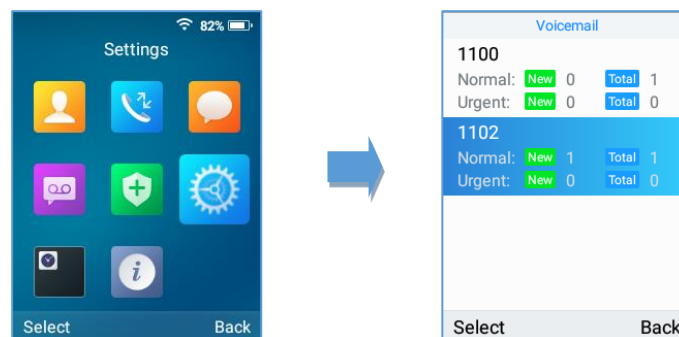 82%
Settings
Select Back
Voicemail
1100
Normal: New 0 Total 1
Urgent: New 0 Total 0
1102
Normal: New 1 Total 1
Urgent: New 0 Total 0
Select Back